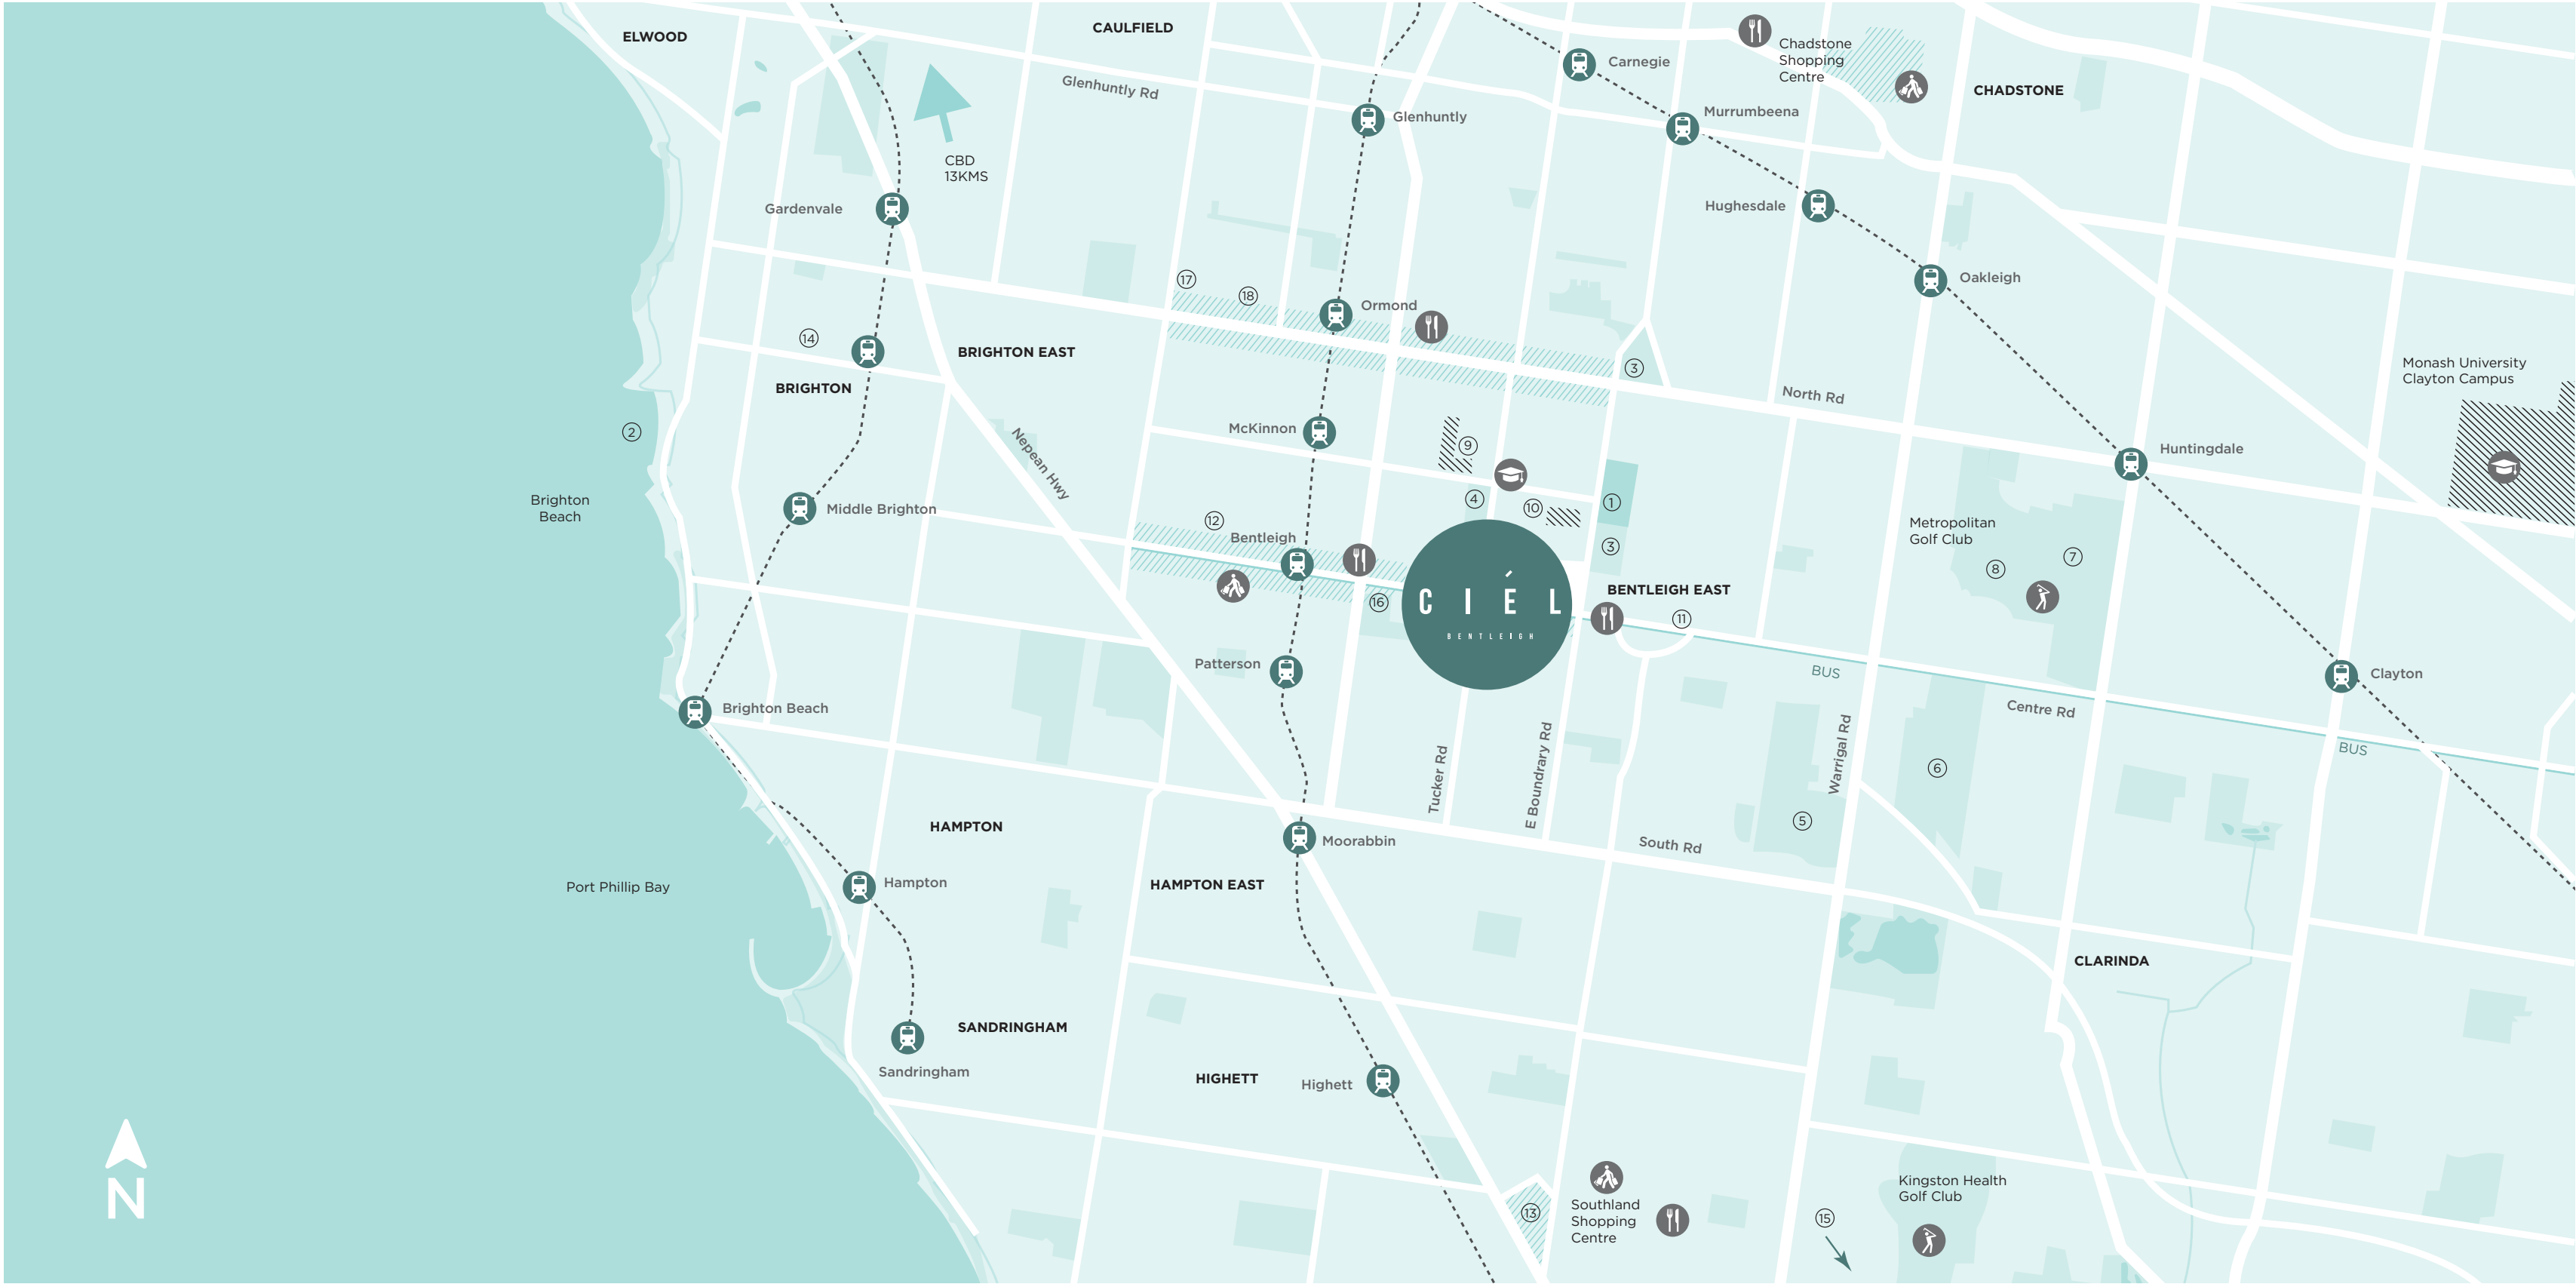 ELWOOD
CAULFIELD
Glenhuntly Rd
CBD
13KMS
Glenhuntly
Carnegie
Chadstone
Shopping
Centre
CHADSTONE
Murrumbeena
Gardenvale
Hughesdale
Oakleigh
17
18
Ormond
14
BRIGHTON EAST
BRIGHTON
3
North Rd
Monash University
Clayton Campus
2
Nepean Hwy
McKinnon
9
Huntingdale
Brighton
Beach
Middle Brighton
12
Bentleigh
4
10
1
3
Metropolitan
Golf Club
8
7
16
CIÉL
BENTLEIGH
BENTLEIGH EAST
11
Patterson
BUS
Clayton
Brighton Beach
Centre Rd
BUS
Tucker Rd
E Boundrary Rd
Warrigal Rd
6
5
HAMPTON
Moorabbin
South Rd
Port Phillip Bay
Hampton
HAMPTON EAST
CLARINDA
SANDRINGHAM
Sandringham
HIGHETT
Highett
N
13
Southland
Shopping
Centre
15
Kingston Health
Golf Club